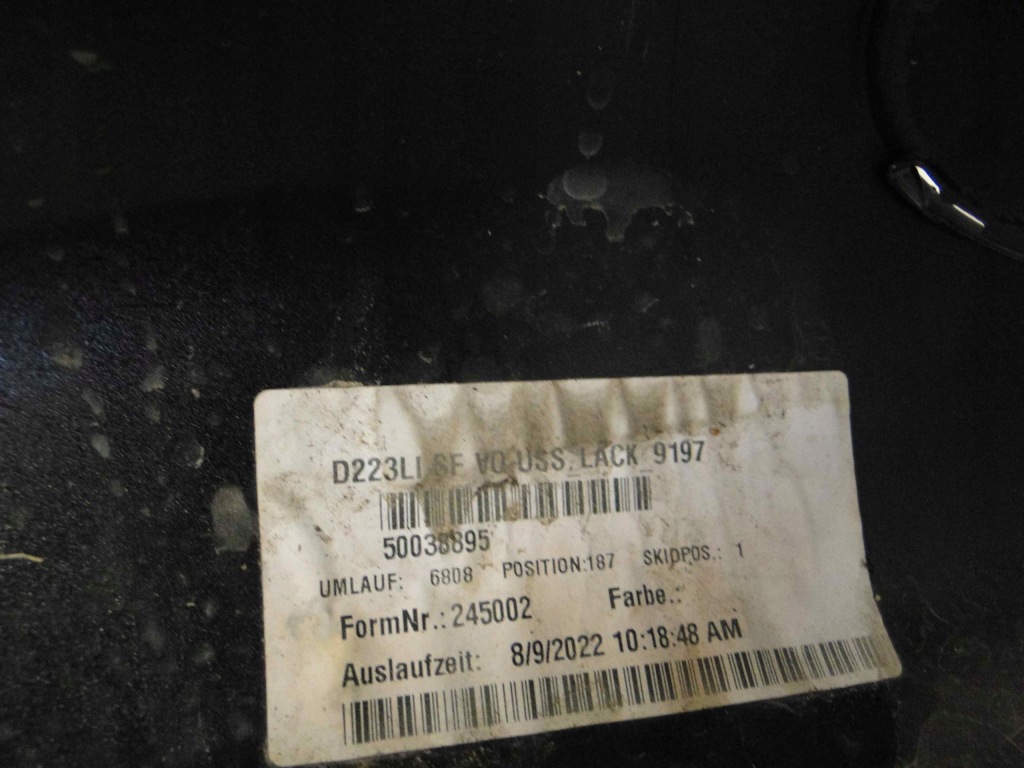 D223LI SF VO USS LACK 9197
50038895
UMLAUF: 6808 POSITION:187 SKIDPOS.: 1
FormNr.: 245002 Farbe.:
Auslaufzeit: 8/9/2022 10:18:48 AM